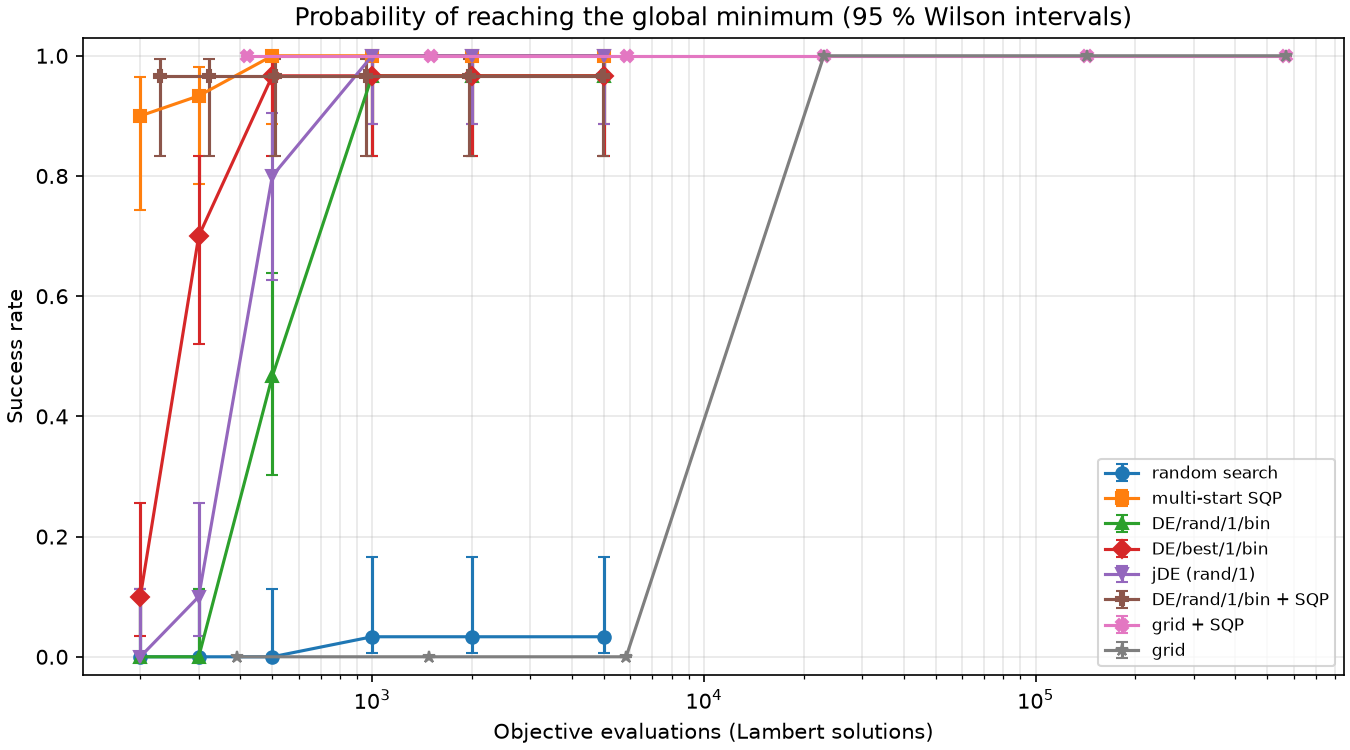 Probability of reaching the global minimum (95 % Wilson intervals)
Success rate
1.0
0.8
0.6
0.4
0.2
0.0
10³
10⁴
10⁵
Objective evaluations (Lambert solutions)
random search
multi-start SQP
DE/rand/1/bin
DE/best/1/bin
jDE (rand/1)
DE/rand/1/bin + SQP
grid + SQP
grid